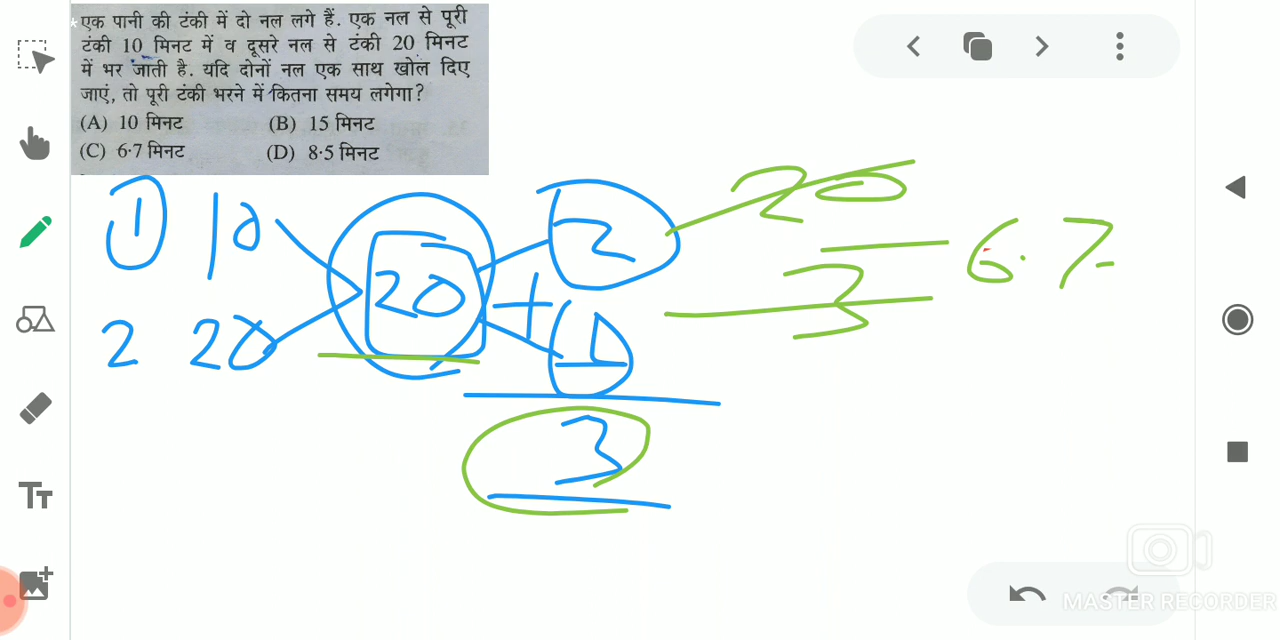 * एक पानी की टंकी में दो नल लगे हैं. एक नल से पूरी
टंकी 10 मिनट में व दूसरे नल से टंकी 20 मिनट
में भर जाती है. यदि दोनों नल एक साथ खोल दिए
जाएं, तो पूरी टंकी भरने में कितना समय लगेगा?
(A) 10 मिनट (B) 15 मिनट
(C) 6·7 मिनट (D) 8·5 मिनट
1 10
2 20
20
2
+ 1
3
20
3
6.7
TT
MASTER RECORDER